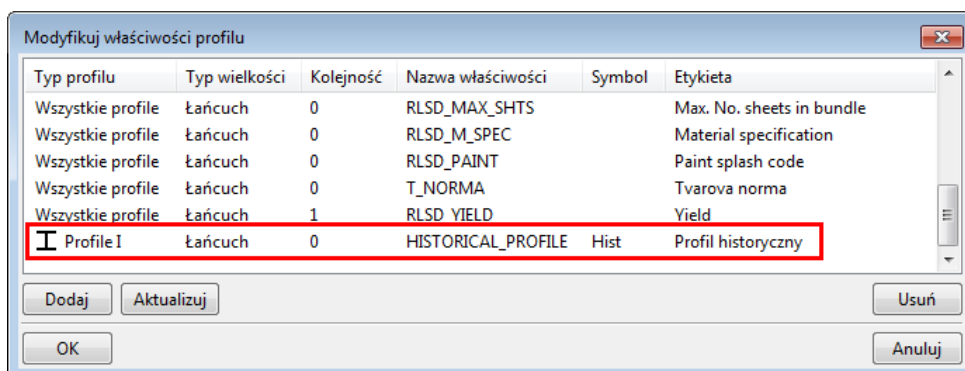 Modyfikuj właściwości profilu
Typ profilu Typ wielkości Kolejność Nazwa właściwości Symbol Etykieta
Wszystkie profile Łańcuch 0 RLSD_MAX_SHTS Max. No. sheets in bundle
Wszystkie profile Łańcuch 0 RLSD_M_SPEC Material specification
Wszystkie profile Łańcuch 0 RLSD_PAINT Paint splash code
Wszystkie profile Łańcuch 0 T_NORMA Tvarova norma
Wszystkie profile Łańcuch 1 RLSD_YIELD Yield
Profile I Łańcuch 0 HISTORICAL_PROFILE Hist Profil historyczny
Dodaj Aktualizuj Usuń
OK Anuluj